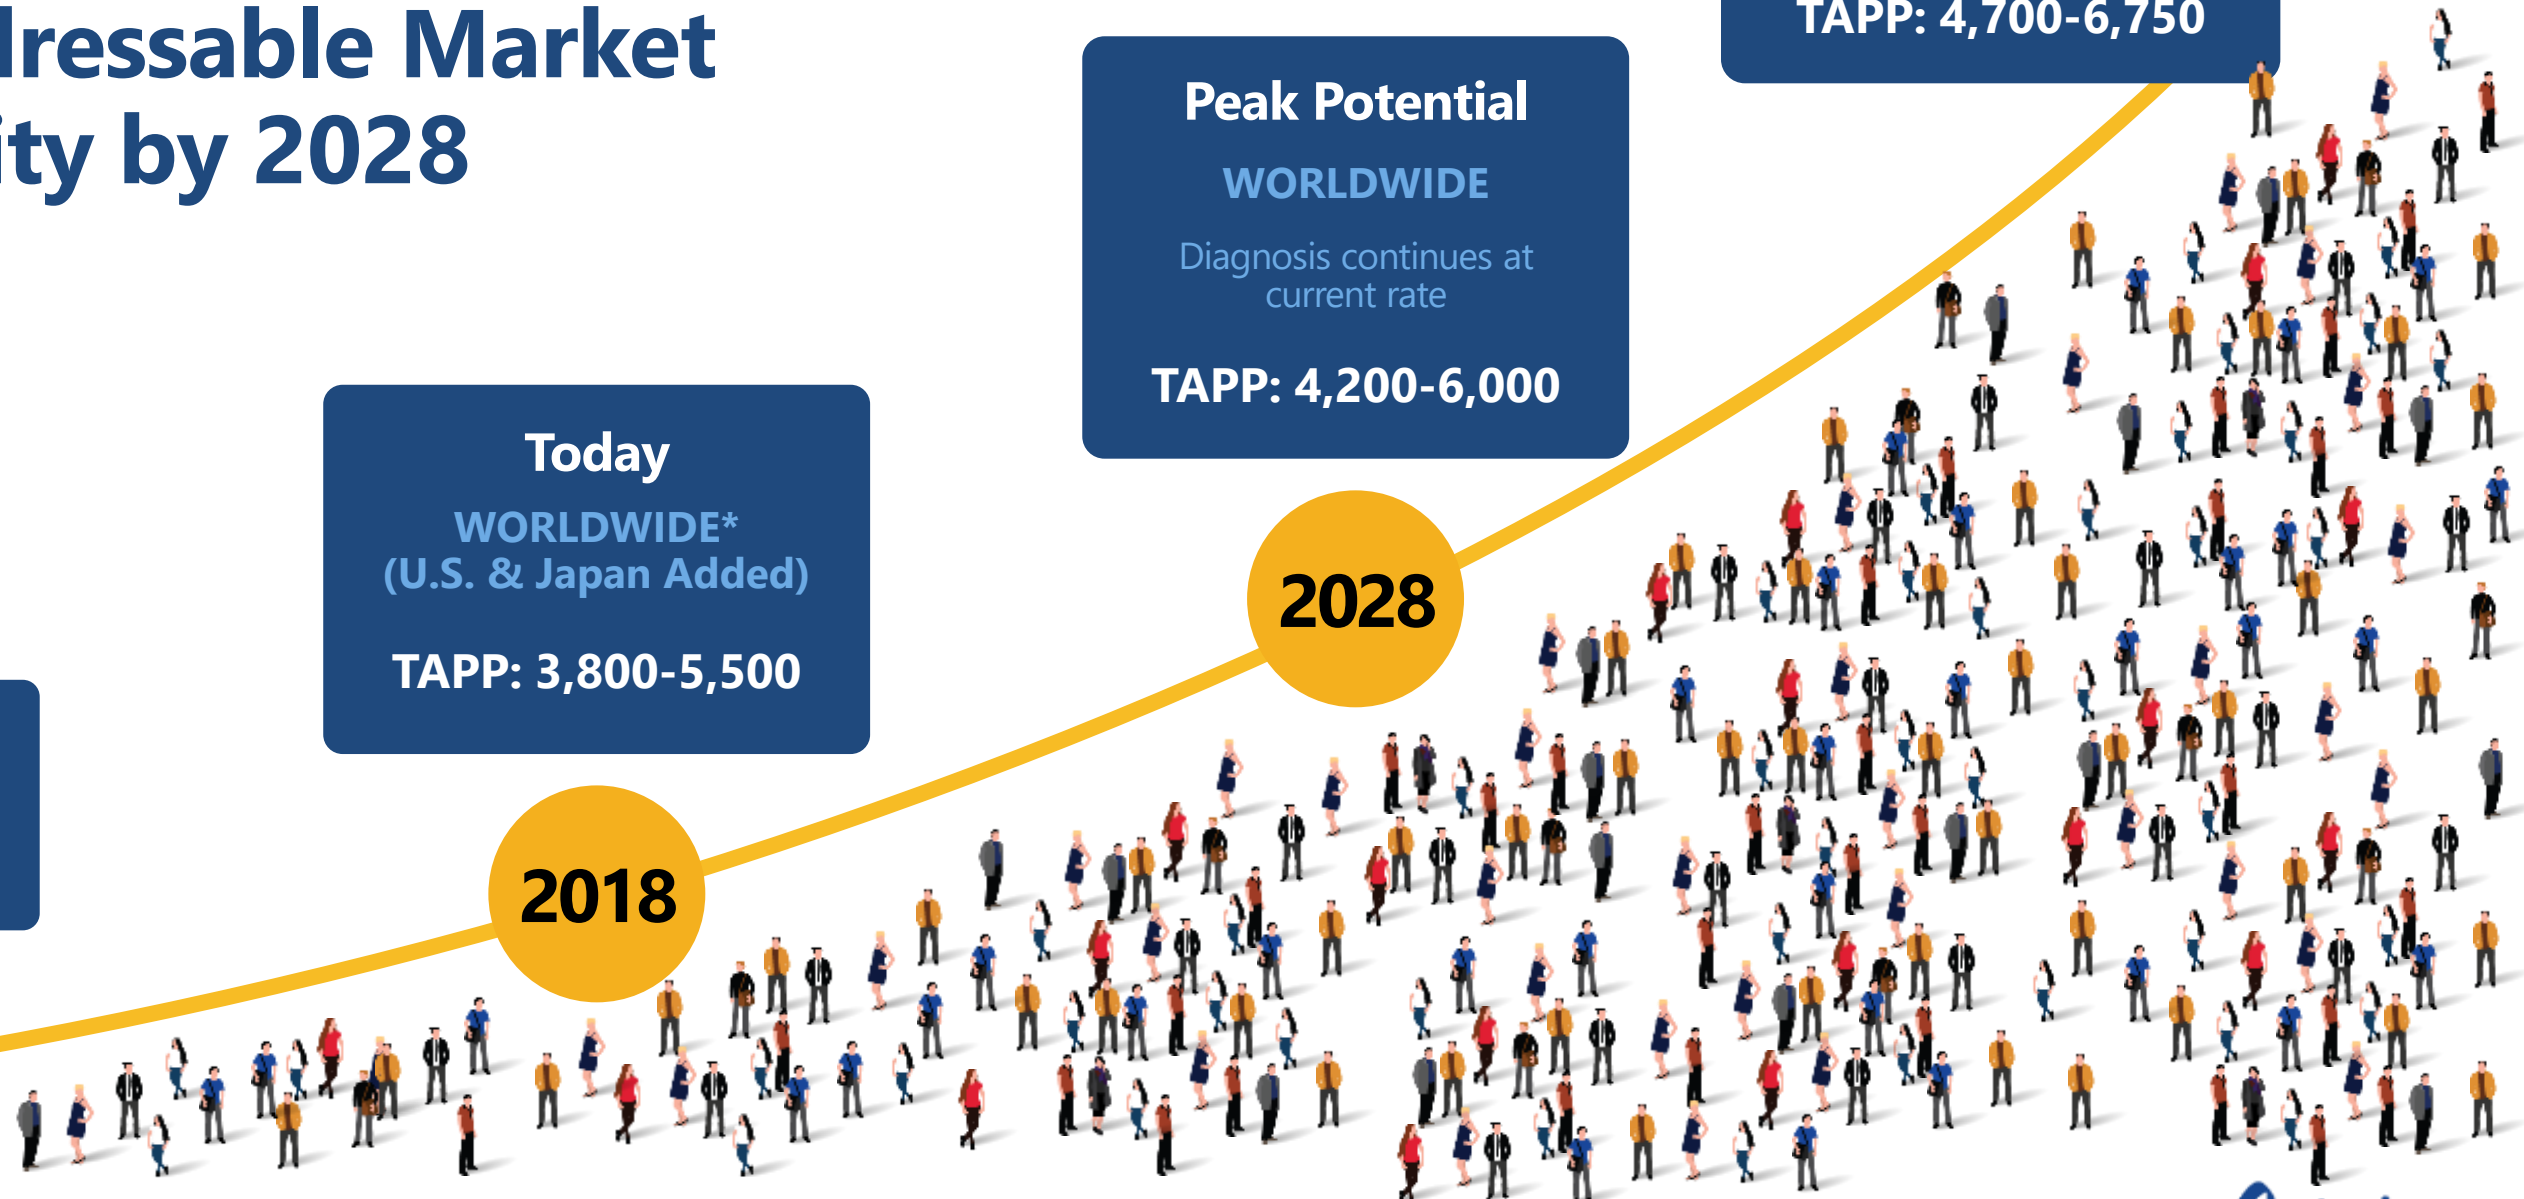 dressable Market
ity by 2028
TAPP: 4,700-6,750
Peak Potential
WORLDWIDE
Diagnosis continues at
current rate
TAPP: 4,200-6,000
Today
WORLDWIDE*
(U.S. & Japan Added)
TAPP: 3,800-5,500
2028
2018